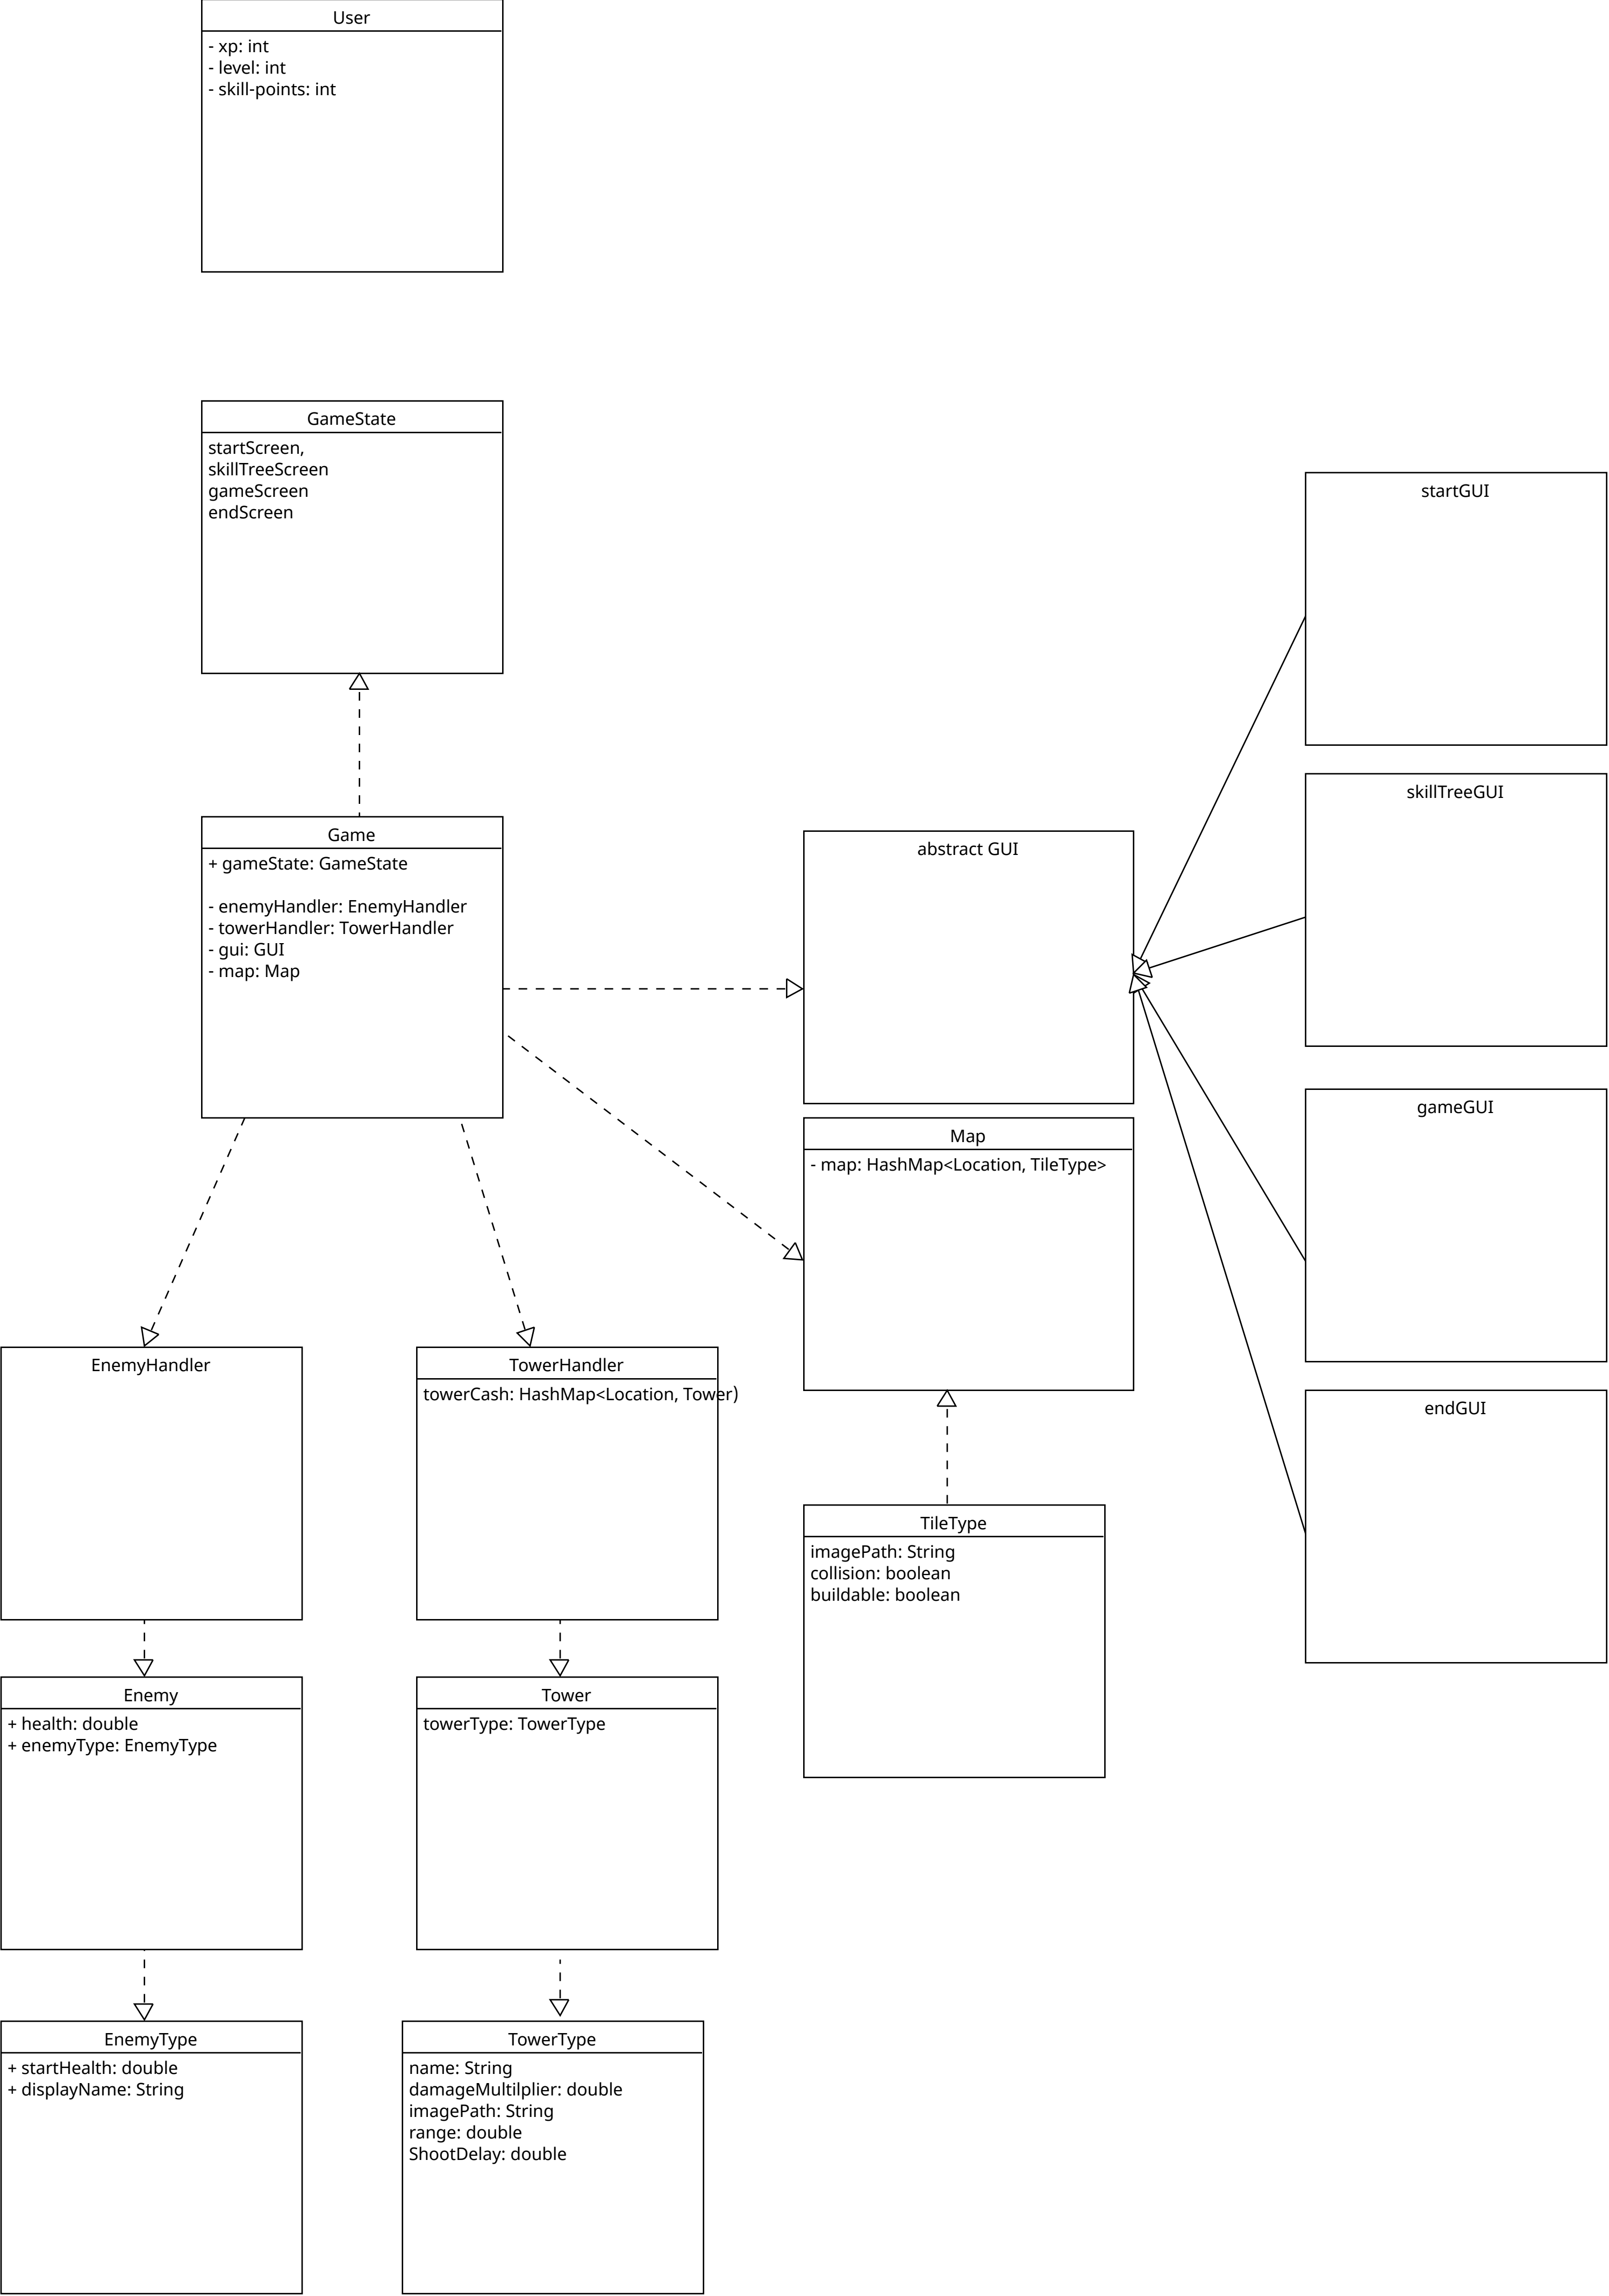 User
- xp: int
- level: int
- skill-points: int
GameState
startScreen,
skillTreeScreen
gameScreen
endScreen
startGUI
skillTreeGUI
Game
+ gameState: GameState
- enemyHandler: EnemyHandler
- towerHandler: TowerHandler
- gui: GUI
- map: Map
abstract GUI
gameGUI
Map
- map: HashMap<Location, TileType>
EnemyHandler
TowerHandler
towerCash: HashMap<Location, Tower)
endGUI
TileType
imagePath: String
collision: boolean
buildable: boolean
Enemy
+ health: double
+ enemyType: EnemyType
Tower
towerType: TowerType
EnemyType
+ startHealth: double
+ displayName: String
TowerType
name: String
damageMultilplier: double
imagePath: String
range: double
ShootDelay: double